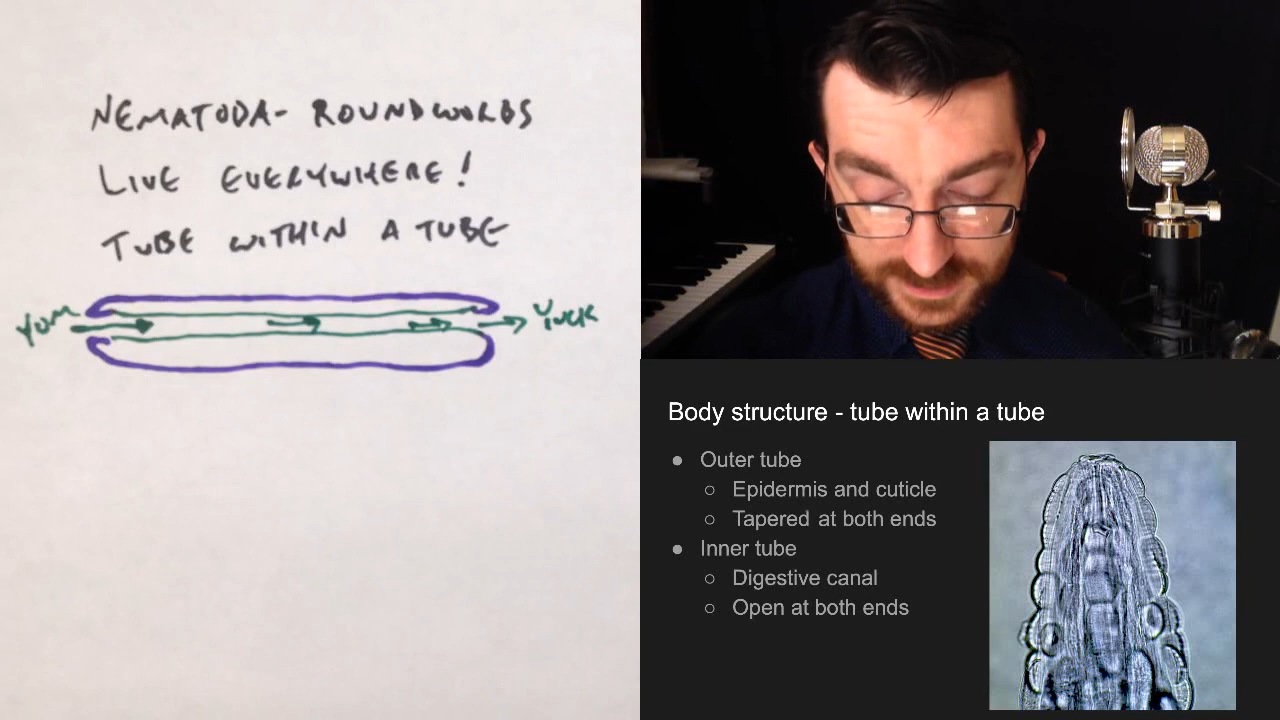 NEMATODA- ROUNDWORBS
LIVE EVERYWHERE!
TUBE WITHIN A TUBE
YUM
YUCK
Body structure - tube within a tube
● Outer tube
○ Epidermis and cuticle
○ Tapered at both ends
● Inner tube
○ Digestive canal
○ Open at both ends